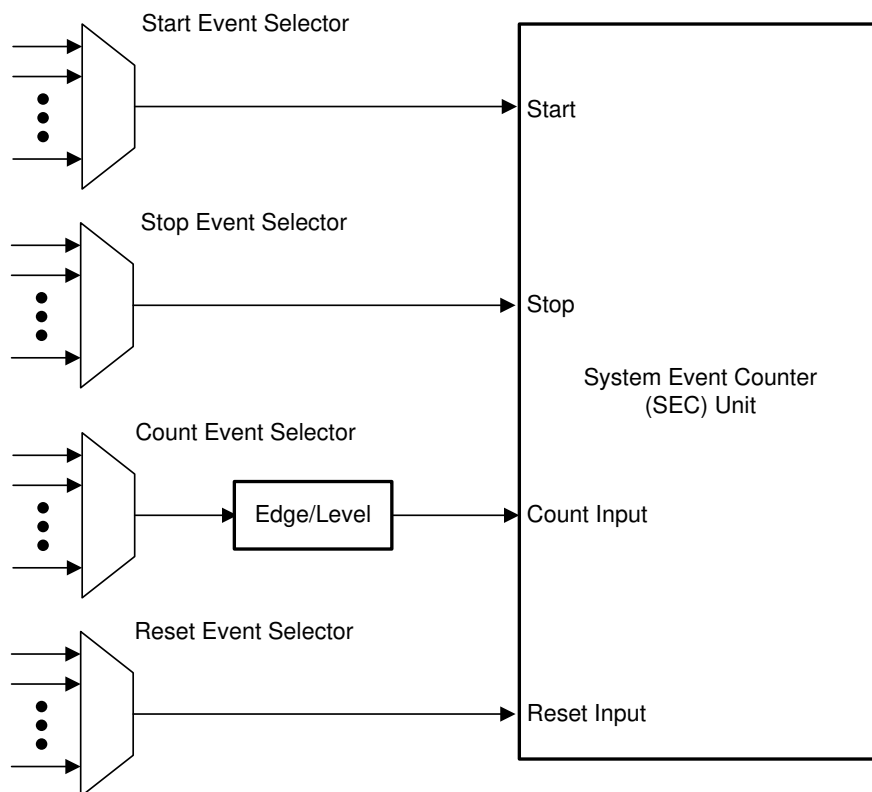 Start Event Selector
Start
Stop Event Selector
Stop
System Event Counter
(SEC) Unit
Count Event Selector
Edge/Level
Count Input
Reset Event Selector
Reset Input